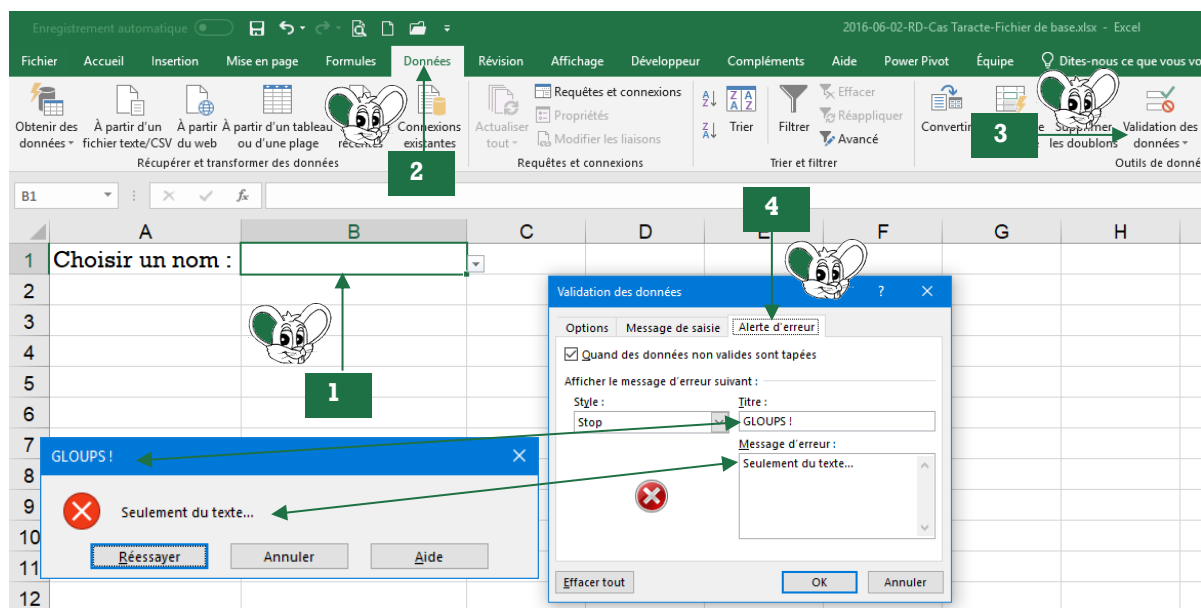 Enregistrement automatique
2016-06-02-RD-Cas Taracte-Fichier de base.xlsx - Excel
Fichier Accueil Insertion Mise en page Formules Données Révision Affichage Développeur Compléments Aide Power Pivot Équipe Dites-nous ce que vous vo
Obtenir des données
À partir d'un fichier texte/CSV
À partir du web
À partir d'un tableau ou d'une plage
récentes
Connexions existantes
Récupérer et transformer des données
Actualiser tout
Requêtes et connexions
Propriétés
Modifier les liaisons
Requêtes et connexions
Trier
Filtrer
Effacer
Réappliquer
Avancé
Trier et filtrer
Convertir
Supprimer les doublons
Validation des données
Outils de donné
2
3
B1
fx
4
A B C D E F G H
1 Choisir un nom :
2
3
4
5
6
7
8
9
10
11
12
1
Validation des données ?
Options Message de saisie Alerte d'erreur
Quand des données non valides sont tapées
Afficher le message d'erreur suivant :
Style :
Stop
Titre :
GLOUPS !
Message d'erreur :
Seulement du texte...
Effacer tout OK Annuler
GLOUPS !
Seulement du texte...
Réessayer Annuler Aide